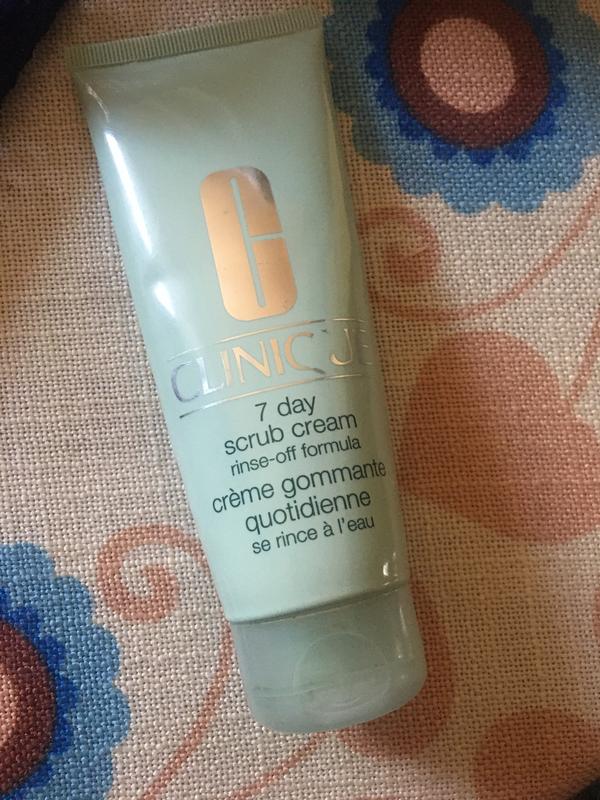 CLINIQUE
7 day
scrub cream
rinse-off formula
crème gommante
quotidienne
se rince à l'eau